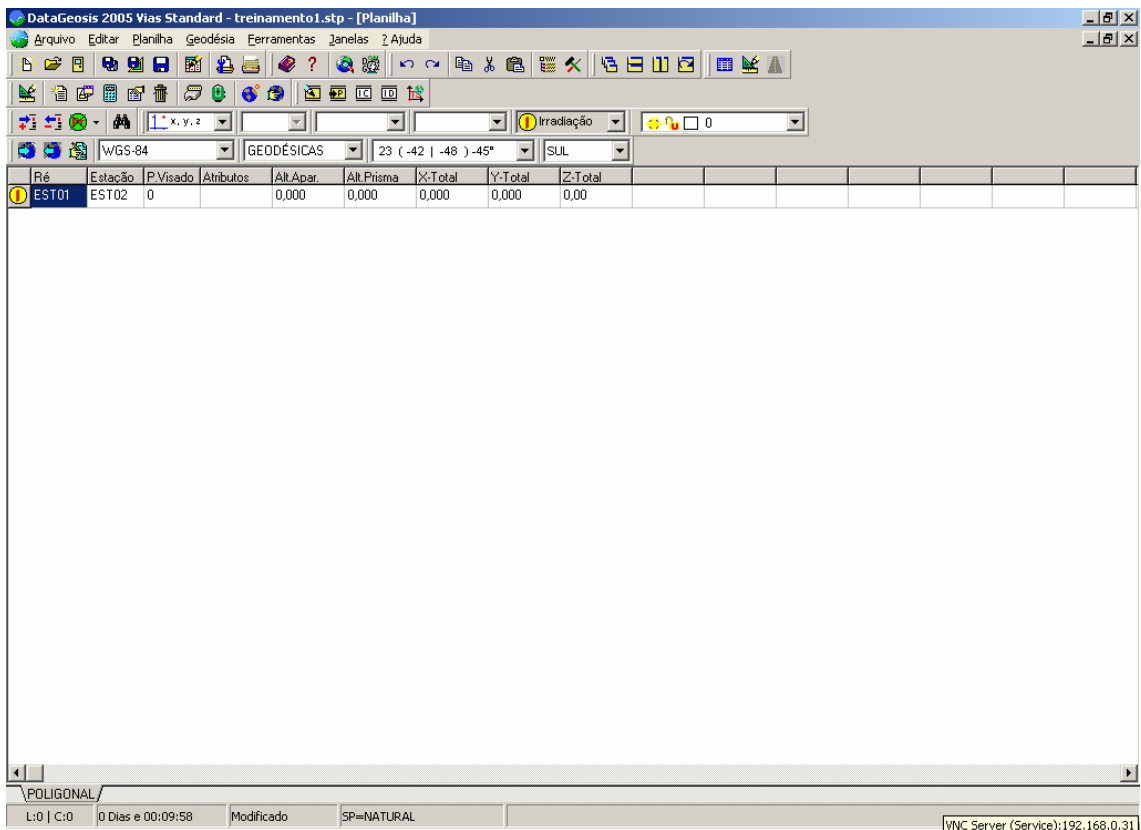 DataGeosis 2005 Vias Standard - treinamento1.stp - [Planilha]
Arquivo Editar Planilha Geodésia Ferramentas Janelas ? Ajuda
x, y, z Irradiação 0
WGS-84 GEODÉSICAS 23 ( -42 | -48 ) -45° SUL
Ré Estação P.Visado Atributos Alt.Apar. Alt.Prisma X-Total Y-Total Z-Total
EST01 EST02 0 0,000 0,000 0,000 0,000 0,00
POLIGONAL
L:0 | C:0 0 Dias e 00:09:58 Modificado SP=NATURAL
VNC Server (Service):192.168.0.31